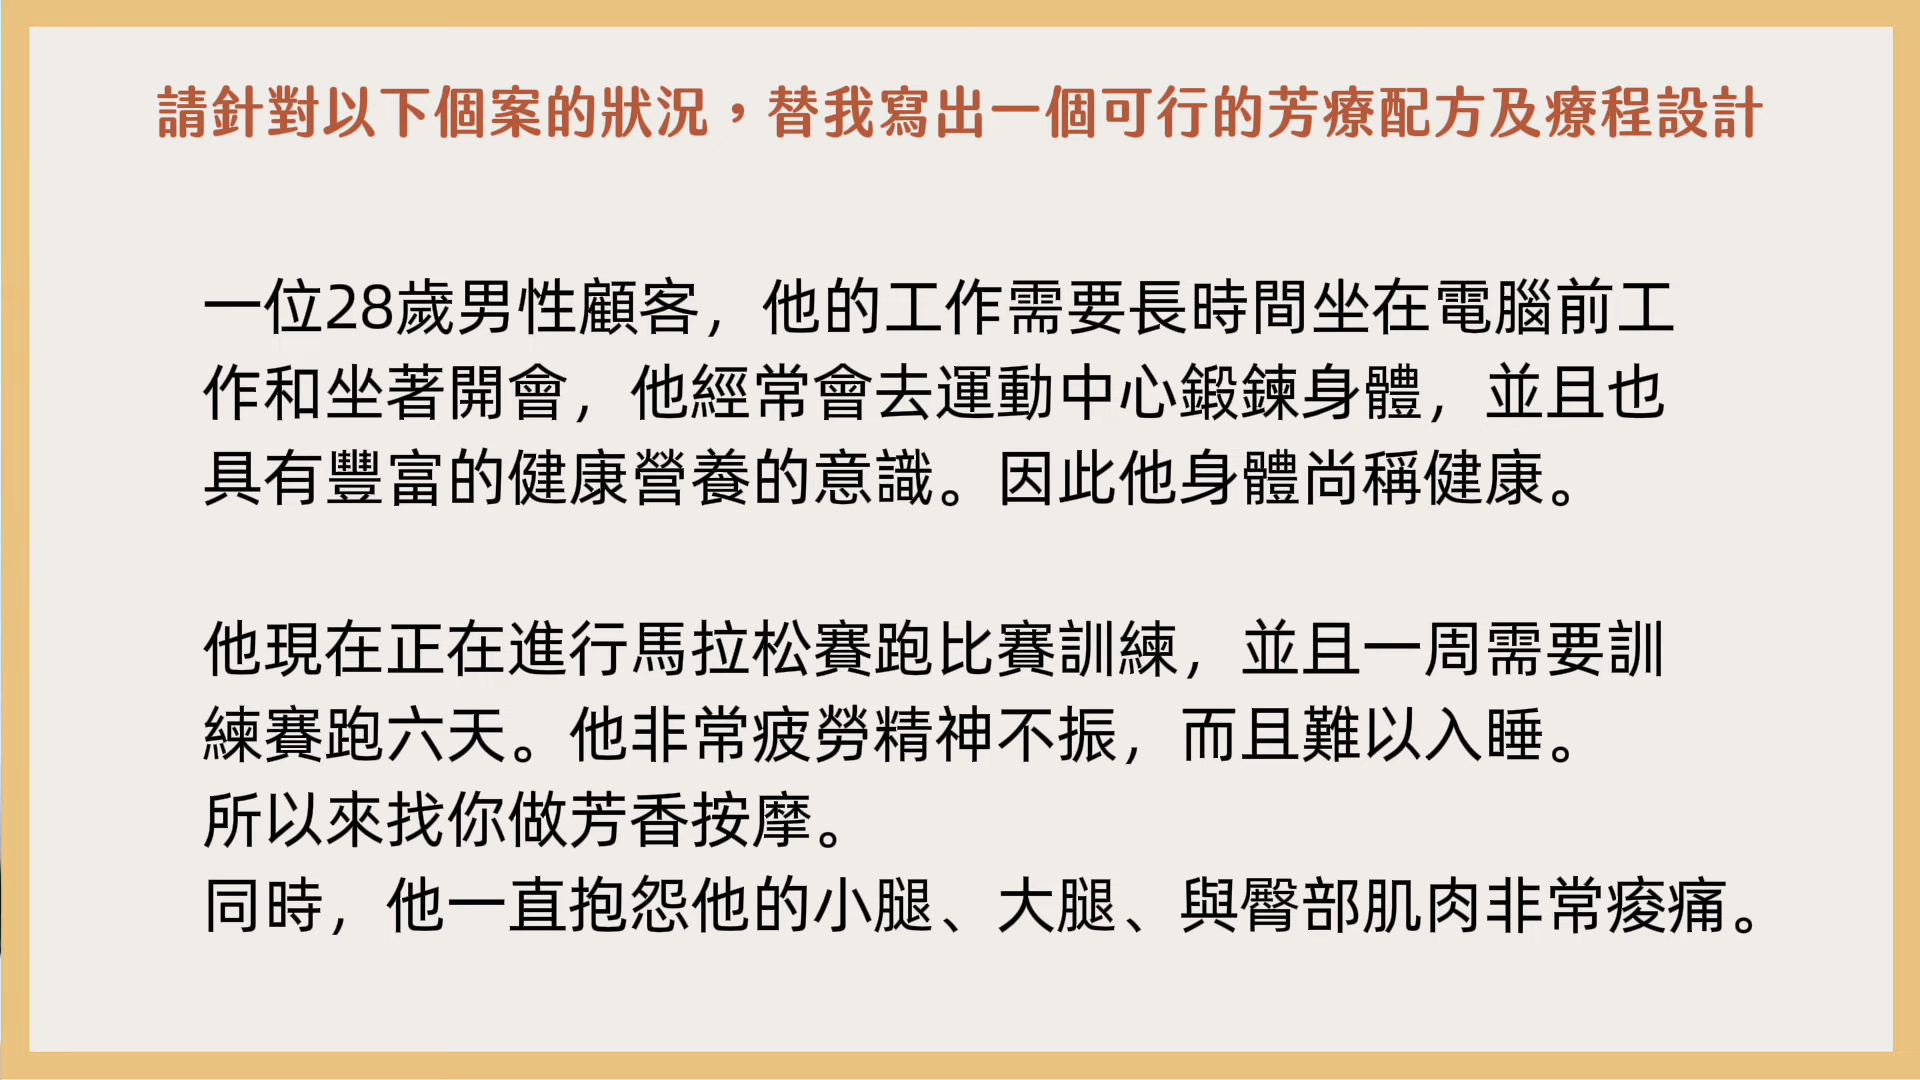 請針對以下個案的狀況，替我寫出一個可行的芳療配方及療程設計
一位28歲男性顧客，他的工作需要長時間坐在電腦前工
作和坐著開會，他經常會去運動中心鍛鍊身體，並且也
具有豐富的健康營養的意識。因此他身體尚稱健康。
他現在正在進行馬拉松賽跑比賽訓練，並且一周需要訓
練賽跑六天。他非常疲勞精神不振，而且難以入睡。
所以來找你做芳香按摩。
同時，他一直抱怨他的小腿、大腿、與臀部肌肉非常痠痛。